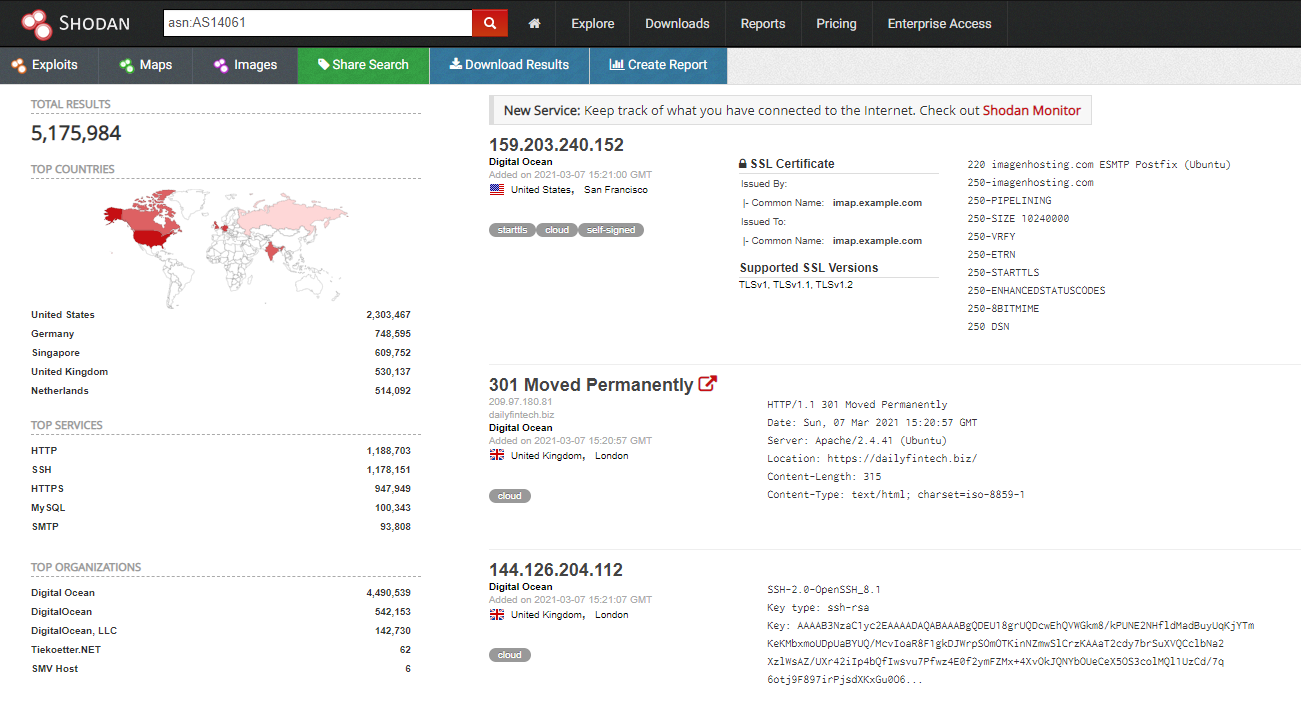 SHODAN
asn:AS14061
Explore
Downloads
Reports
Pricing
Enterprise Access
Exploits
Maps
Images
Share Search
Download Results
Create Report
TOTAL RESULTS
5,175,984
TOP COUNTRIES
United States 2,303,467
Germany 748,595
Singapore 609,752
United Kingdom 530,137
Netherlands 514,092
TOP SERVICES
HTTP 1,188,703
SSH 1,178,151
HTTPS 947,949
MySQL 100,343
SMTP 93,808
TOP ORGANIZATIONS
Digital Ocean 4,490,539
DigitalOcean 542,153
DigitalOcean, LLC 142,730
Tiekoetter.NET 62
SMV Host 6
New Service: Keep track of what you have connected to the Internet. Check out Shodan Monitor
159.203.240.152
Digital Ocean
Added on 2021-03-07 15:21:00 GMT
United States, San Francisco
starttls cloud self-signed
SSL Certificate
Issued By:
|- Common Name: imap.example.com
Issued To:
|- Common Name: imap.example.com
Supported SSL Versions
TLSv1, TLSv1.1, TLSv1.2
220 imagenhosting.com ESMTP Postfix (Ubuntu)
250-imagenhosting.com
250-PIPELINING
250-SIZE 10240000
250-VRFY
250-ETRN
250-STARTTLS
250-ENHANCEDSTATUSCODES
250-8BITMIME
250 DSN
301 Moved Permanently
209.97.180.81
dailyfintech.biz
Digital Ocean
Added on 2021-03-07 15:20:57 GMT
United Kingdom, London
cloud
HTTP/1.1 301 Moved Permanently
Date: Sun, 07 Mar 2021 15:20:57 GMT
Server: Apache/2.4.41 (Ubuntu)
Location: https://dailyfintech.biz/
Content-Length: 315
Content-Type: text/html; charset=iso-8859-1
144.126.204.112
Digital Ocean
Added on 2021-03-07 15:21:07 GMT
United Kingdom, London
cloud
SSH-2.0-OpenSSH_8.1
Key type: ssh-rsa
Key: AAAAB3NzaC1yc2EAAAADAQABAAABgQDEU18grUQDcwEhQVWGkm8/kPUNE2NHfldMadBuyUqKjYTm
KeKMbxmoUDpUaBYUQ/McvIoaR8F1gkDJWrpSOmOTKinNZmwSlCrzKAAaT2cdy7brSuXVQCclbNa2
XzlWsAZ/UXr42iIp4bQfIwsvu7Pfwz4E0f2ymFZMx+4XvOkJQNYbOUeCeX5OS3colMQl1UzCd/7q
6otj9F897irPjsdXKxGu0O6...